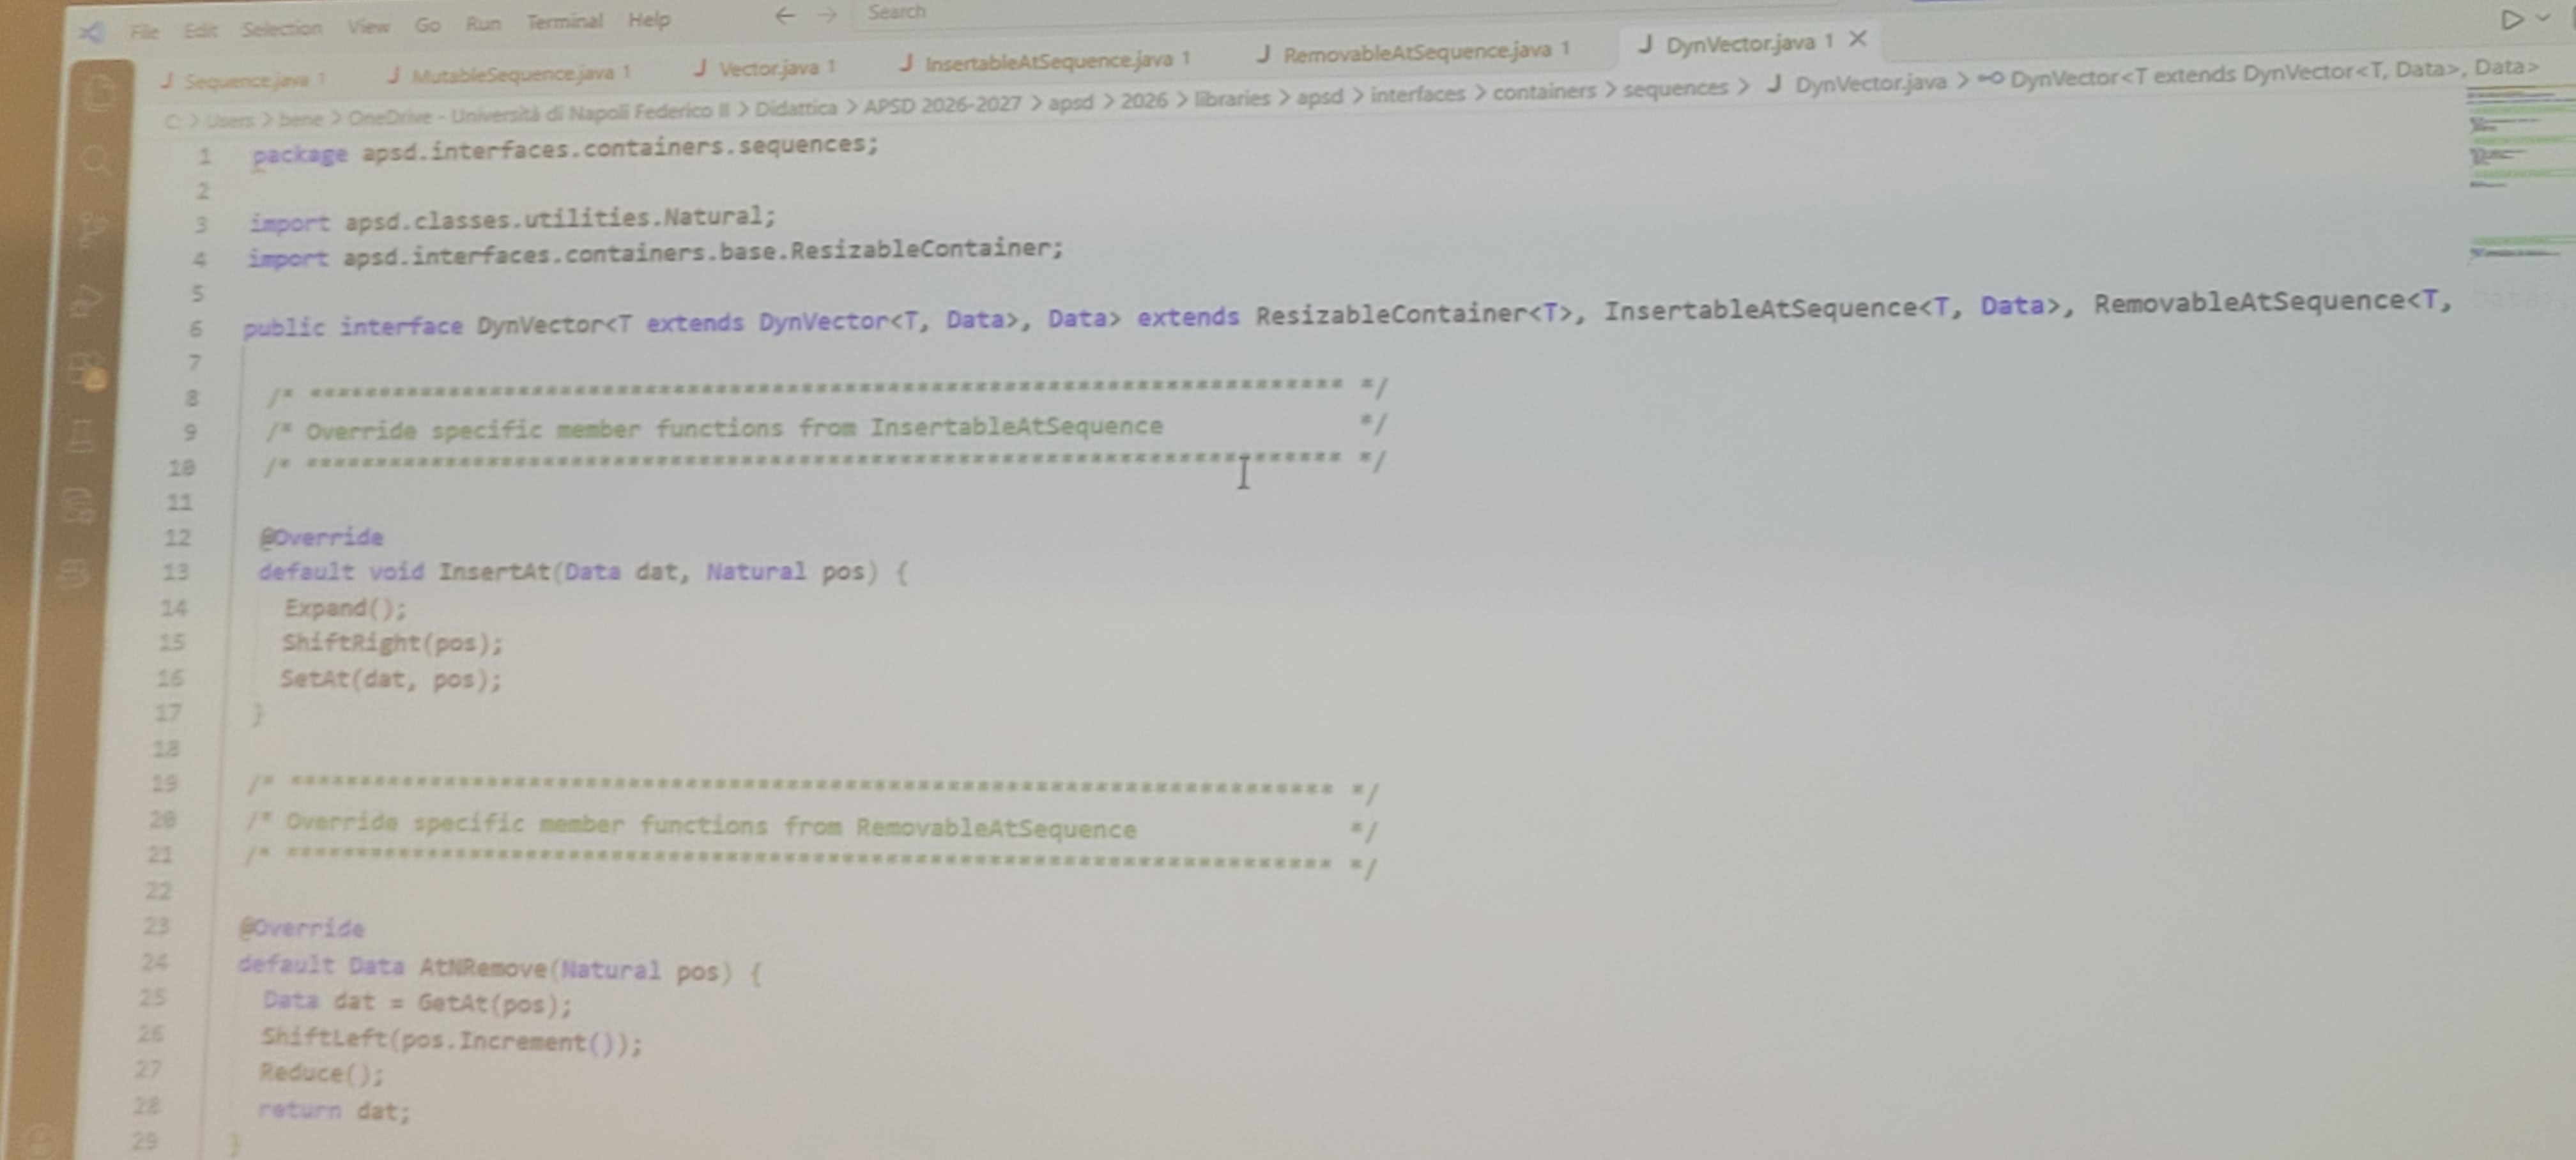 File Edit Selection View Go Run Terminal Help ← → Search
J Sequence.java 1 J MutableSequence.java 1 J Vector.java 1 J InsertableAtSequence.java 1 J RemovableAtSequence.java 1 J DynVector.java 1 ×
C: > Users > bene > OneDrive - Università di Napoli Federico II > Didattica > APSD 2026-2027 > apsd > 2026 > libraries > apsd > interfaces > containers > sequences > J DynVector.java > DynVector<T extends DynVector<T, Data>, Data>
1 package apsd.interfaces.containers.sequences;
2
3 import apsd.classes.utilities.Natural;
4 import apsd.interfaces.containers.base.ResizableContainer;
5
6 public interface DynVector<T extends DynVector<T, Data>, Data> extends ResizableContainer<T>, InsertableAtSequence<T, Data>, RemovableAtSequence<T,
7
8 /* ************************************************************************** */
9 /* Override specific member functions from InsertableAtSequence */
10 /* ************************************************************************** */
11
12 @Override
13 default void InsertAt(Data dat, Natural pos) {
14 Expand();
15 ShiftRight(pos);
16 SetAt(dat, pos);
17 }
18
19 /* ************************************************************************** */
20 /* Override specific member functions from RemovableAtSequence */
21 /* ************************************************************************** */
22
23 @Override
24 default Data AtNRemove(Natural pos) {
25 Data dat = GetAt(pos);
26 ShiftLeft(pos.Increment());
27 Reduce();
28 return dat;
29 }